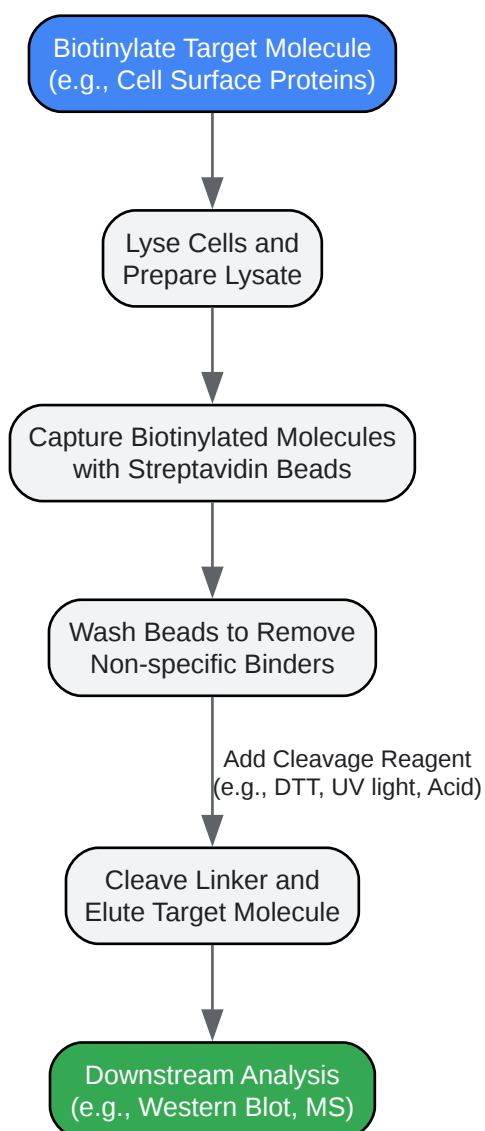 Biotinylate Target Molecule
(e.g., Cell Surface Proteins)
Lyse Cells and
Prepare Lysate
Capture Biotinylated Molecules
with Streptavidin Beads
Wash Beads to Remove
Non-specific Binders
Add Cleavage Reagent
(e.g., DTT, UV light, Acid)
Cleave Linker and
Elute Target Molecule
Downstream Analysis
(e.g., Western Blot, MS)